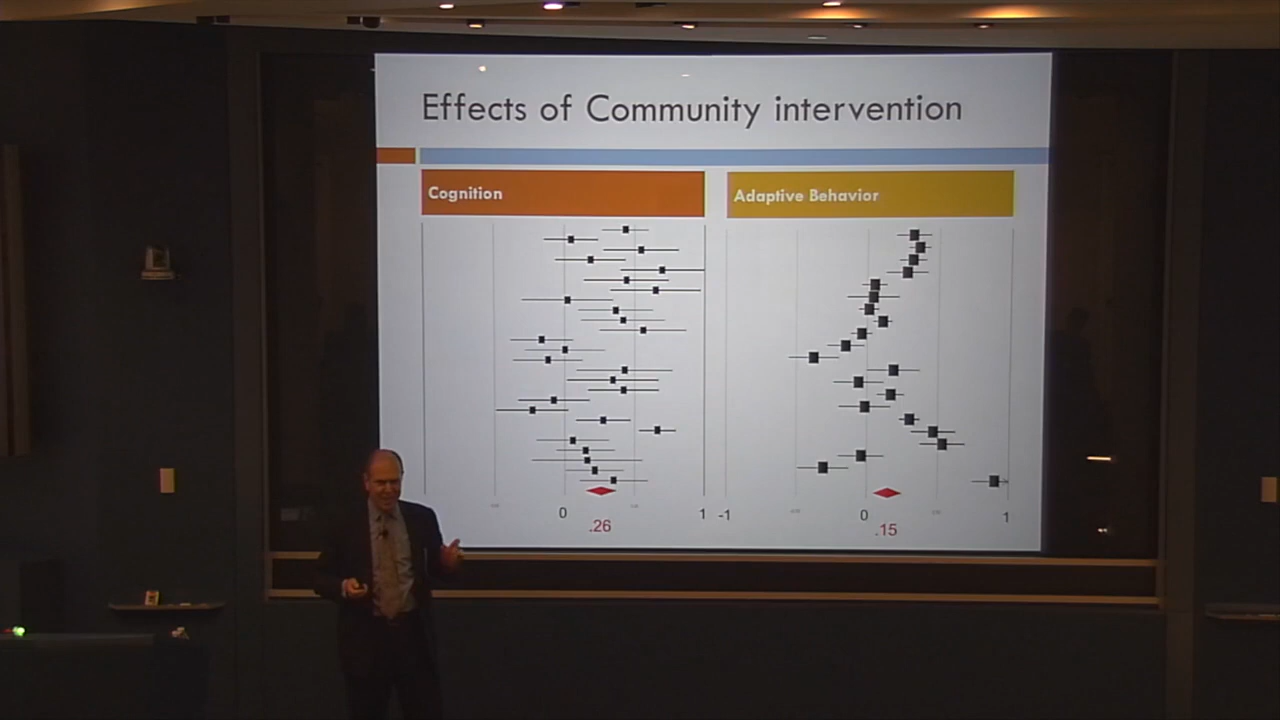 Effects of Community intervention
Cognition
Adaptive Behavior
0
1
-1
0
1
.26
.15